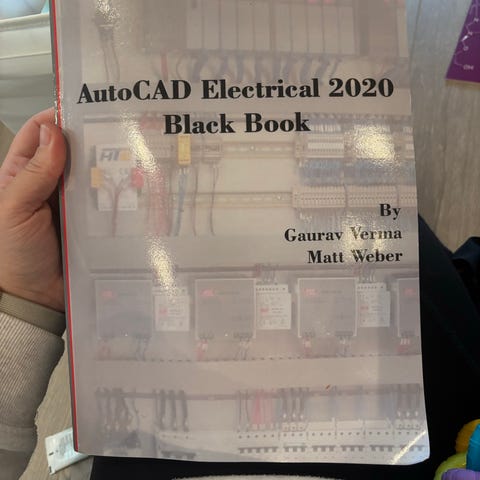 AutoCAD Electrical 2020
Black Book
By
Gaurav Verma
Matt Weber